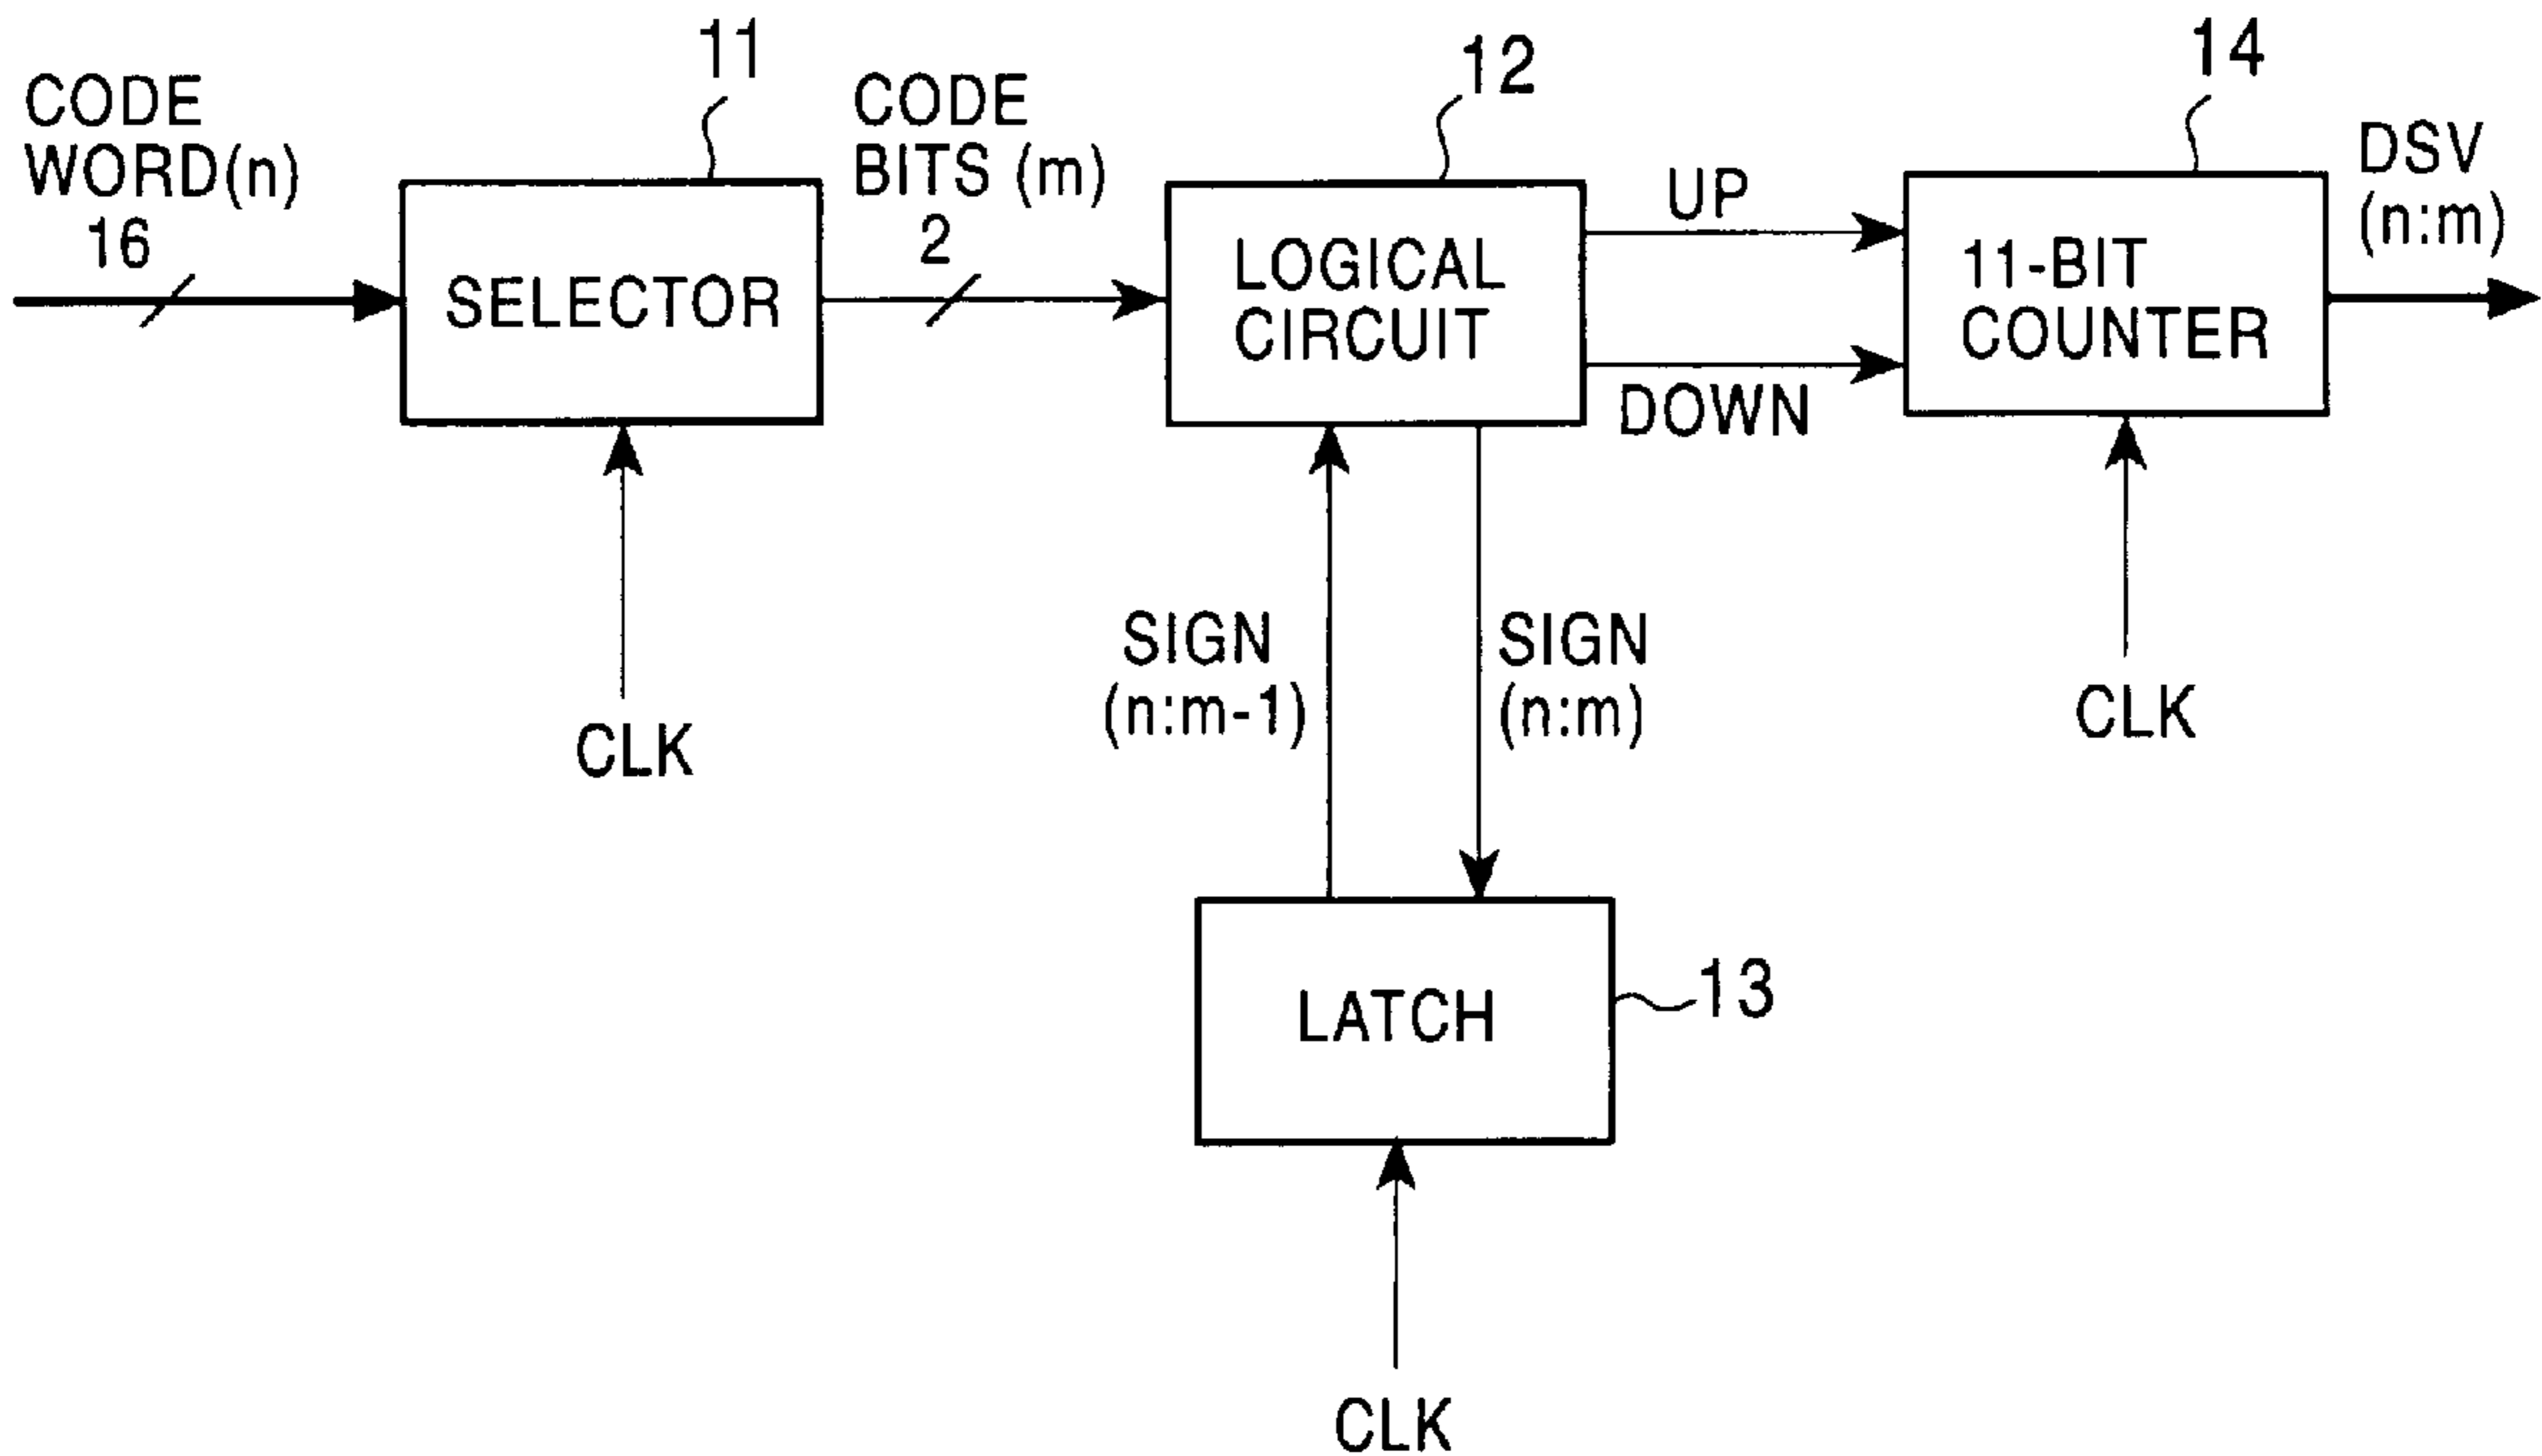 11
12
14
CODE
WORD(n)
16
CODE
BITS (m)
2
UP
DSV
(n:m)
SELECTOR
LOGICAL
CIRCUIT
11-BIT
COUNTER
DOWN
SIGN
(n:m-1)
SIGN
(n:m)
CLK
CLK
LATCH
13
CLK